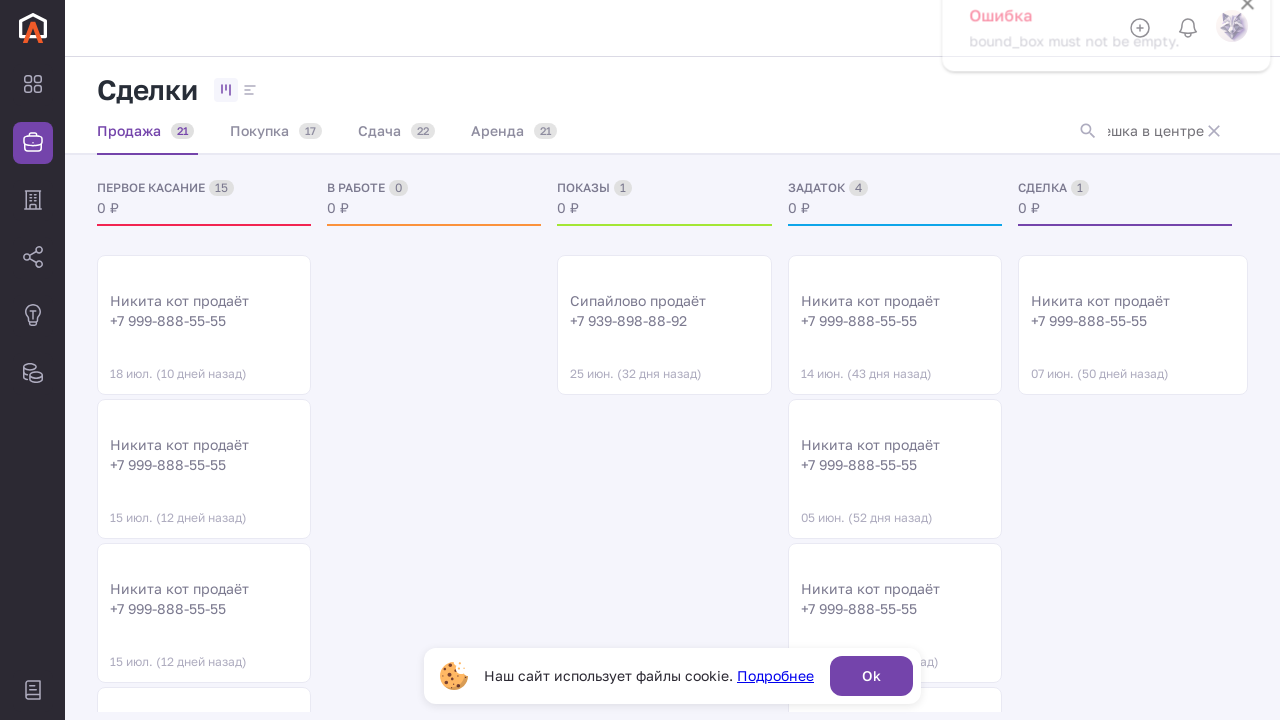 Ошибка
bound_box must not be empty.
Сделки
Продажа 21 Покупка 17 Сдача 22 Аренда 21
ешка в центре
ПЕРВОЕ КАСАНИЕ 15
0 ₽
В РАБОТЕ 0
0 ₽
ПОКАЗЫ 1
0 ₽
ЗАДАТОК 4
0 ₽
СДЕЛКА 1
0 ₽
Никита кот продаёт
+7 999-888-55-55
18 июл. (10 дней назад)
Никита кот продаёт
+7 999-888-55-55
15 июл. (12 дней назад)
Никита кот продаёт
+7 999-888-55-55
15 июл. (12 дней назад)
Сипайлово продаёт
+7 939-898-88-92
25 июн. (32 дня назад)
Никита кот продаёт
+7 999-888-55-55
14 июн. (43 дня назад)
Никита кот продаёт
+7 999-888-55-55
05 июн. (52 дня назад)
Никита кот продаёт
+7 999-888-55-55
Никита кот продаёт
+7 999-888-55-55
07 июн. (50 дней назад)
Наш сайт использует файлы cookie. Подробнее
Ok